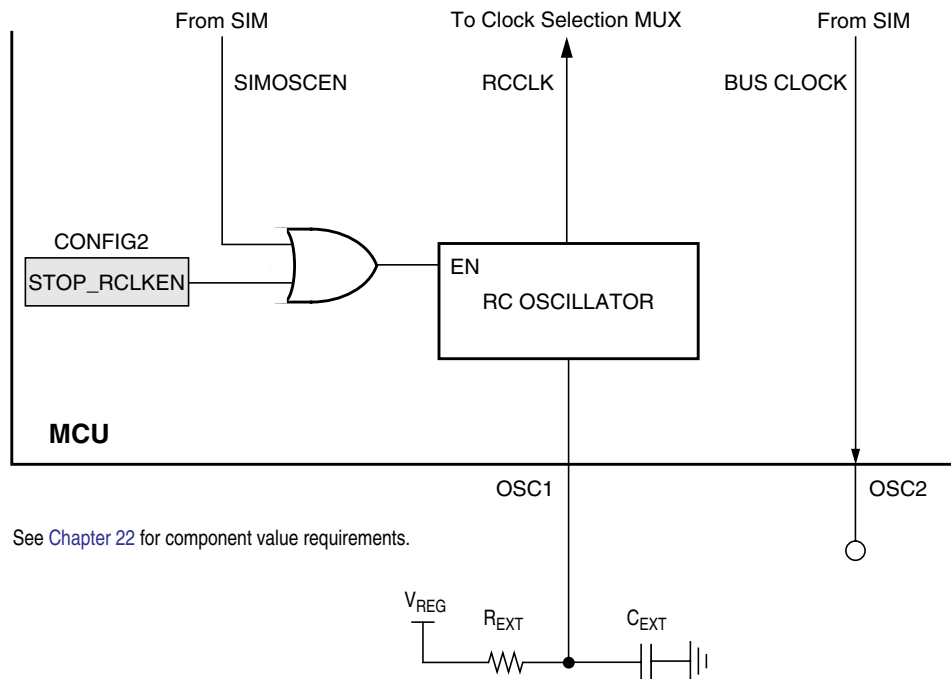 From SIM
To Clock Selection MUX
From SIM
SIMOSCEN
RCCLK
BUS CLOCK
CONFIG2
STOP_RCLKEN
EN
RC OSCILLATOR
MCU
OSC1
OSC2
See Chapter 22 for component value requirements.
VREG
REXT
CEXT